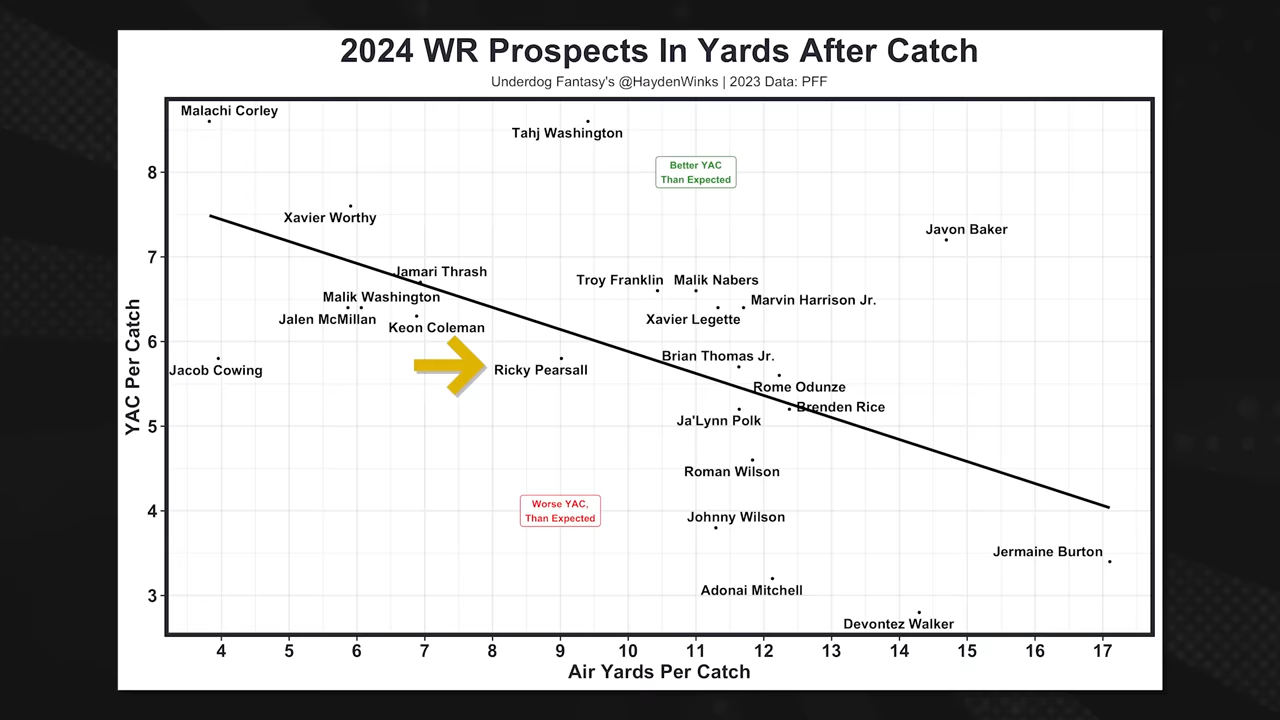 2024 WR Prospects In Yards After Catch
Underdog Fantasy's @HaydenWinks | 2023 Data: PFF
Malachi Corley
Tahj Washington
Better YAC
Than Expected
Xavier Worthy
Javon Baker
Jamari Thrash
Troy Franklin
Malik Nabers
Malik Washington
Marvin Harrison Jr.
Jalen McMillan
Xavier Legette
Keon Coleman
Brian Thomas Jr.
Jacob Cowing
Ricky Pearsall
Rome Odunze
Brenden Rice
Ja'Lynn Polk
Roman Wilson
Worse YAC,
Than Expected
Johnny Wilson
Jermaine Burton
Adonai Mitchell
Devontez Walker
YAC Per Catch
8
7
6
5
4
3
4 5 6 7 8 9 10 11 12 13 14 15 16 17
Air Yards Per Catch